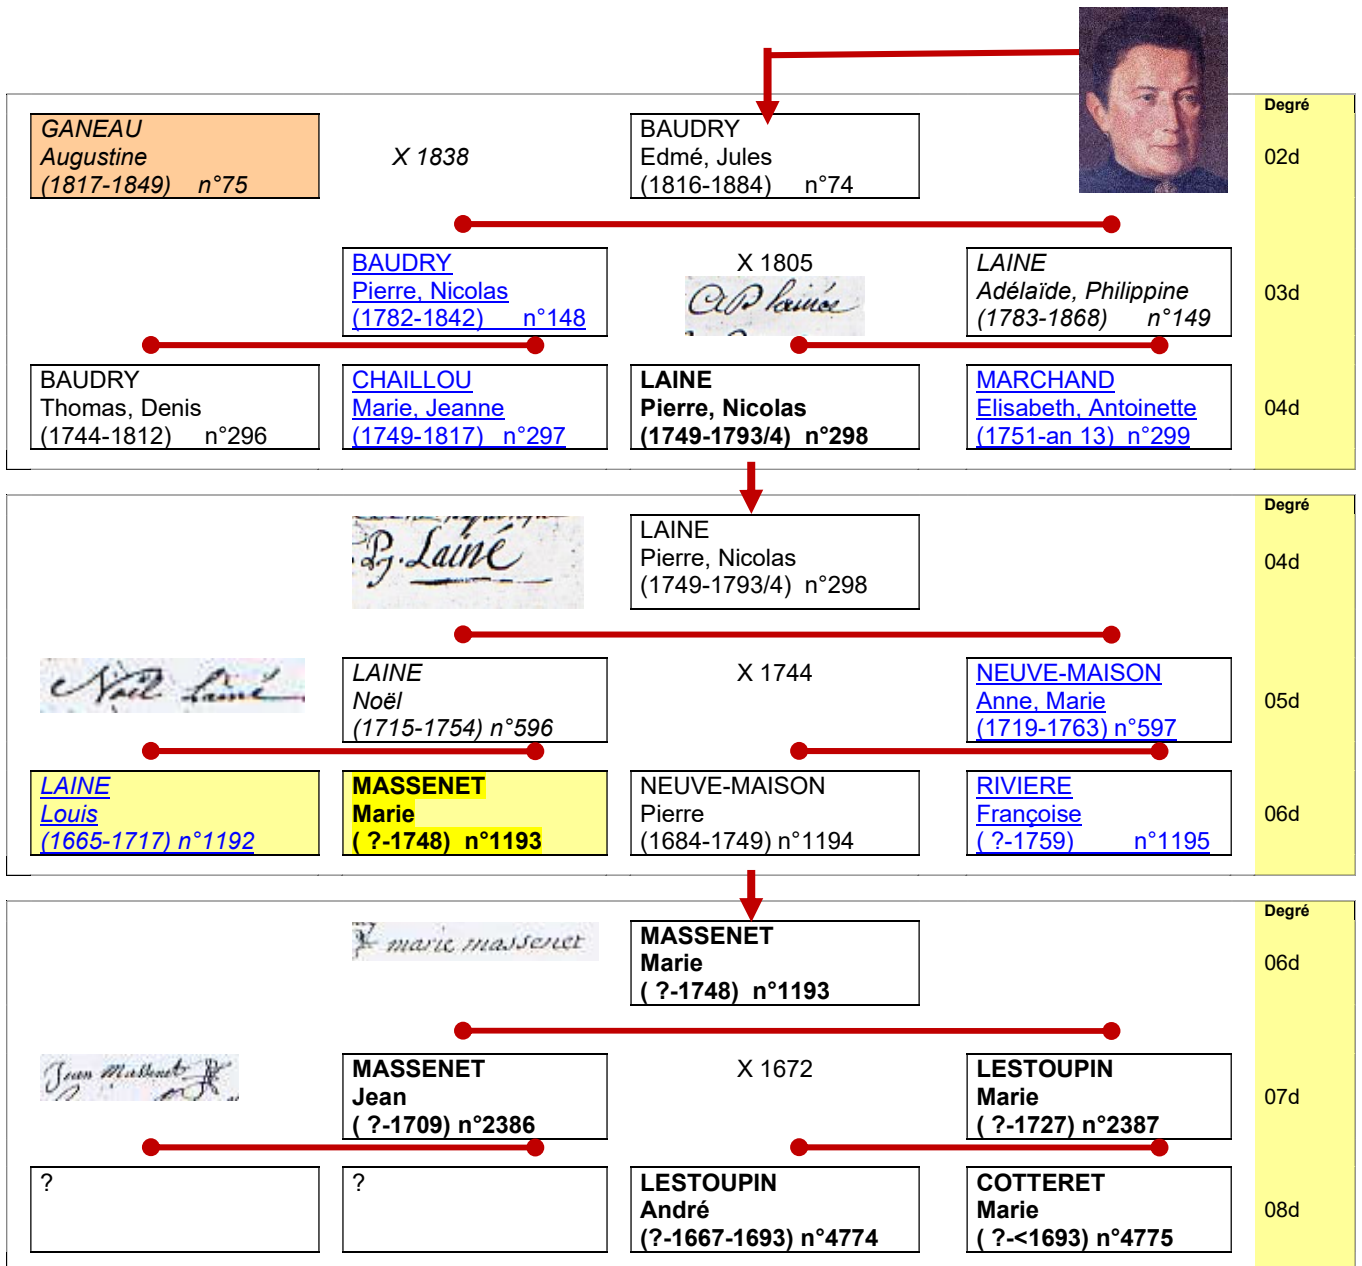 Degré
GANEAU
Augustine
(1817-1849) n°75
X 1838
BAUDRY
Edmé, Jules
(1816-1884) n°74
02d
BAUDRY
Pierre, Nicolas
(1782-1842) n°148
X 1805
LAINE
Adélaïde, Philippine
(1783-1868) n°149
03d
BAUDRY
Thomas, Denis
(1744-1812) n°296
CHAILLOU
Marie, Jeanne
(1749-1817) n°297
LAINE
Pierre, Nicolas
(1749-1793/4) n°298
MARCHAND
Elisabeth, Antoinette
(1751-an 13) n°299
04d
Degré
P.J. Lainé
LAINE
Pierre, Nicolas
(1749-1793/4) n°298
04d
Noël Lainé
LAINE
Noël
(1715-1754) n°596
X 1744
NEUVE-MAISON
Anne, Marie
(1719-1763) n°597
05d
LAINE
Louis
(1665-1717) n°1192
MASSENET
Marie
( ?-1748) n°1193
NEUVE-MAISON
Pierre
(1684-1749) n°1194
RIVIERE
Françoise
( ?-1759) n°1195
06d
Degré
marie massenet
MASSENET
Marie
( ?-1748) n°1193
06d
Jean Massenet
MASSENET
Jean
( ?-1709) n°2386
X 1672
LESTOUPIN
Marie
( ?-1727) n°2387
07d
?
?
LESTOUPIN
André
(?-1667-1693) n°4774
COTTERET
Marie
( ?-<1693) n°4775
08d